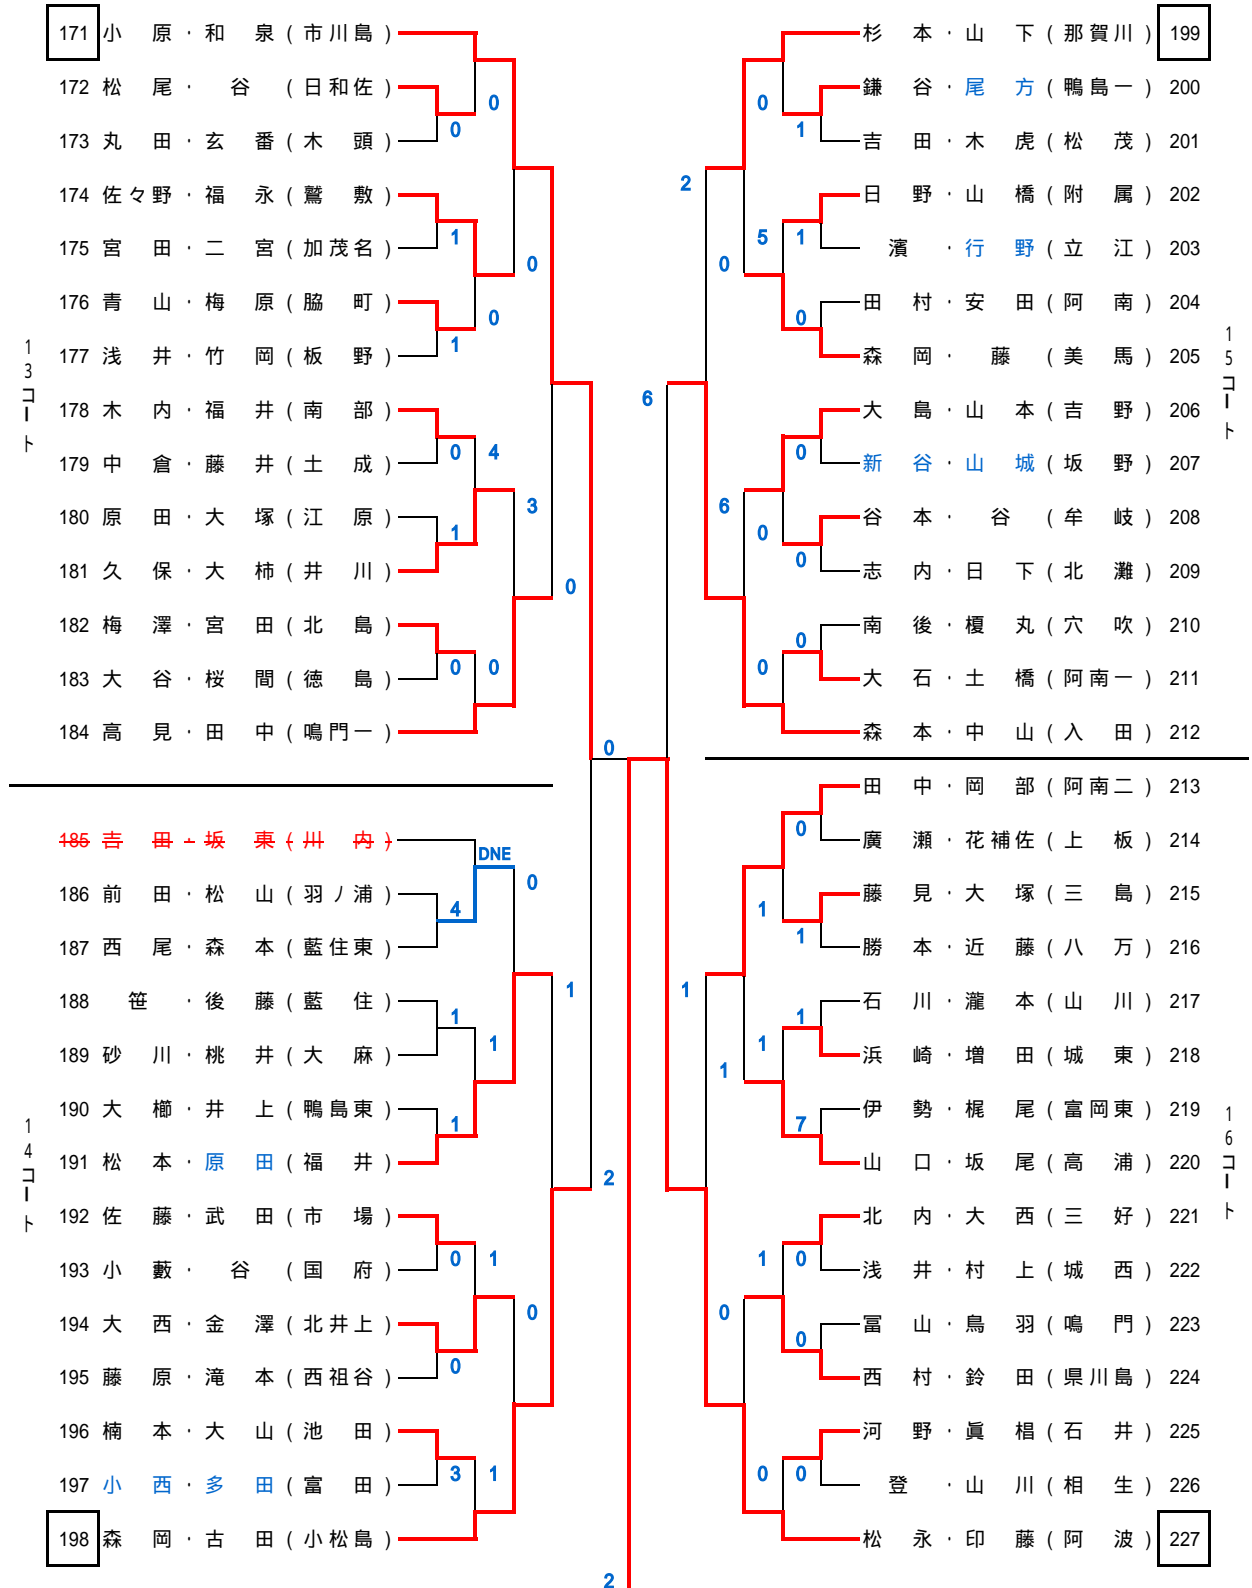 171 小 原・和 泉 ( 市川島 )
172 松 尾・ 谷 ( 日和佐 )
0
0
173 丸 田・玄 番 ( 木 頭 )
174 佐々野・福 永 ( 鷲 敷 )
1
175 宮 田・二 宮 ( 加茂名 )
0
176 青 山・梅 原 ( 脇 町 )
0
1
177 浅 井・竹 岡 ( 板 野 )
13コート
178 木 内・福 井 ( 南 部 )
0
4
179 中 倉・藤 井 ( 土 成 )
3
180 原 田・大 塚 ( 江 原 )
1
181 久 保・大 柿 ( 井 川 )
0
182 梅 澤・宮 田 ( 北 島 )
0
0
183 大 谷・桜 間 ( 徳 島 )
184 高 見・田 中 ( 鳴門一 )
0
185 吉 田・坂 東 ( 川 内 )
DNE
0
186 前 田・松 山 ( 羽ノ浦 )
4
187 西 尾・森 本 ( 藍住東 )
1
188 笹 ・後 藤 ( 藍 住 )
1
1
189 砂 川・桃 井 ( 大 麻 )
190 大 櫛・井 上 ( 鴨島東 )
1
14コート
191 松 本・原 田 ( 福 井 )
2
192 佐 藤・武 田 ( 市 場 )
0
1
193 小 藪・ 谷 ( 国 府 )
0
194 大 西・金 澤 ( 北井上 )
0
195 藤 原・滝 本 ( 西祖谷 )
196 楠 本・大 山 ( 池 田 )
3
1
197 小 西・多 田 ( 富 田 )
198 森 岡・古 田 ( 小松島 )
2
杉 本・山 下 ( 那賀川 ) 199
0
鎌 谷・尾 方 ( 鴨島一 ) 200
1
吉 田・木 虎 ( 松 茂 ) 201
2
日 野・山 橋 ( 附 属 ) 202
5
1
濱 ・行 野 ( 立 江 ) 203
0
田 村・安 田 ( 阿 南 ) 204
0
森 岡・ 藤 ( 美 馬 ) 205
15コート
6
大 島・山 本 ( 吉 野 ) 206
0
新 谷・山 城 ( 坂 野 ) 207
6
谷 本・ 谷 ( 牟 岐 ) 208
0
0
志 内・日 下 ( 北 灘 ) 209
南 後・榎 丸 ( 穴 吹 ) 210
0
0
大 石・土 橋 ( 阿南一 ) 211
森 本・中 山 ( 入 田 ) 212
田 中・岡 部 ( 阿南二 ) 213
0
廣 瀬・花補佐 ( 上 板 ) 214
藤 見・大 塚 ( 三 島 ) 215
1
1
勝 本・近 藤 ( 八 万 ) 216
1
石 川・瀧 本 ( 山 川 ) 217
1
1
浜 崎・増 田 ( 城 東 ) 218
1
伊 勢・梶 尾 ( 富岡東 ) 219
7
山 口・坂 尾 ( 高 浦 ) 220
16コート
北 内・大 西 ( 三 好 ) 221
1
0
浅 井・村 上 ( 城 西 ) 222
0
冨 山・鳥 羽 ( 鳴 門 ) 223
0
西 村・鈴 田 ( 県川島 ) 224
河 野・眞 椙 ( 石 井 ) 225
0
0
登 ・山 川 ( 相 生 ) 226
松 永・印 藤 ( 阿 波 ) 227